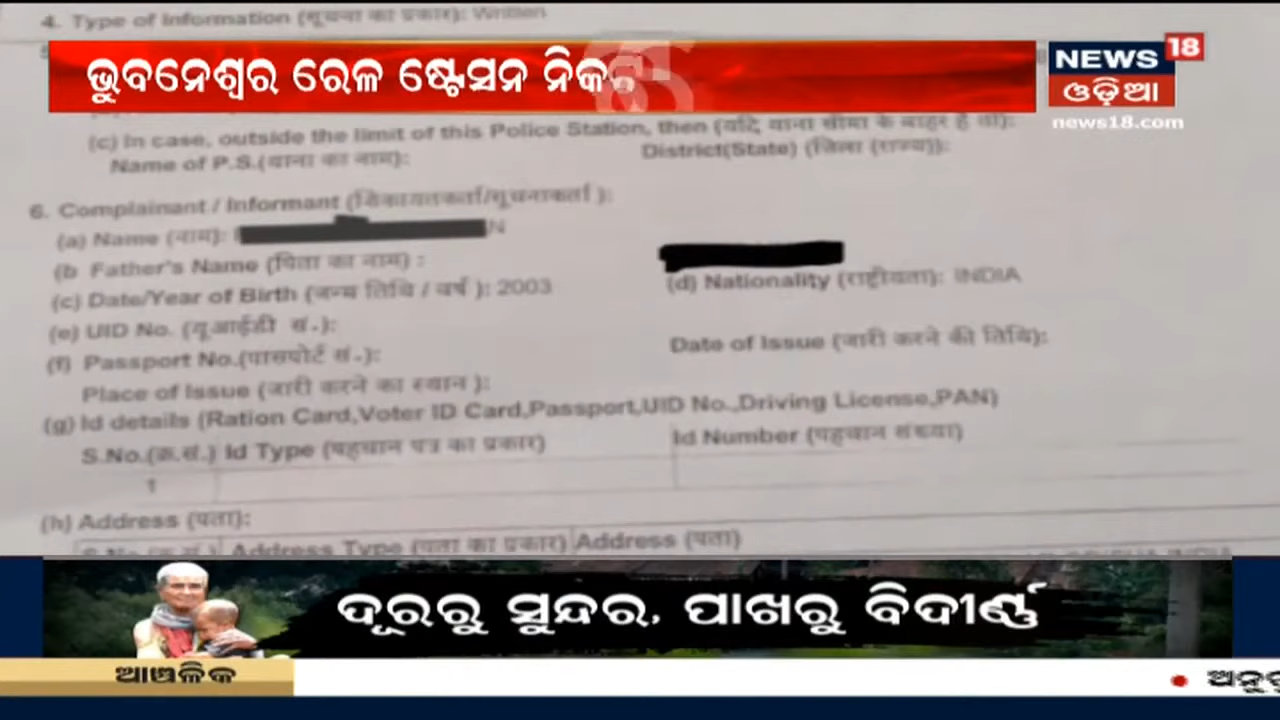 4. Type of Information (सूचना का प्रकार): Written
ଭୁବନେଶ୍ୱର ରେଳ ଷ୍ଟେସନ ନିକଟ
NEWS 18
ଓଡ଼ିଆ
news18.com
(c) In case, outside the limit of this Police Station, then (यदि थाना सीमा के बाहर है तो):
Name of P.S.(थाना का नाम): District(State) (जिला (राज्य)):
6. Complainant / Informant (शिकायतकर्ता/सूचनाकर्ता ):
(a) Name (नाम): N
(b Father's Name (पिता का नाम) :
(c) Date/Year of Birth (जन्म तिथि / वर्ष ): 2003 (d) Nationality (राष्ट्रीयता): INDIA
(e) UID No. (यूआईडी सं.):
(f) Passport No.(पासपोर्ट सं.): Date of Issue (जारी करने की तिथि):
Place of Issue (जारी करने का स्थान ):
(g) Id details (Ration Card,Voter ID Card,Passport,UID No.,Driving License,PAN)
S.No.(क्र.सं.) Id Type (पहचान पत्र का प्रकार) Id Number (पहचान संख्या)
1
(h) Address (पता):
S.No.(क्र.सं.) Address Type (पता का प्रकार) Address (पता)
ଦୂରରୁ ସୁନ୍ଦର, ପାଖରୁ ବିଦୀର୍ଣ୍ଣ
ଆଞ୍ଚଳିକ